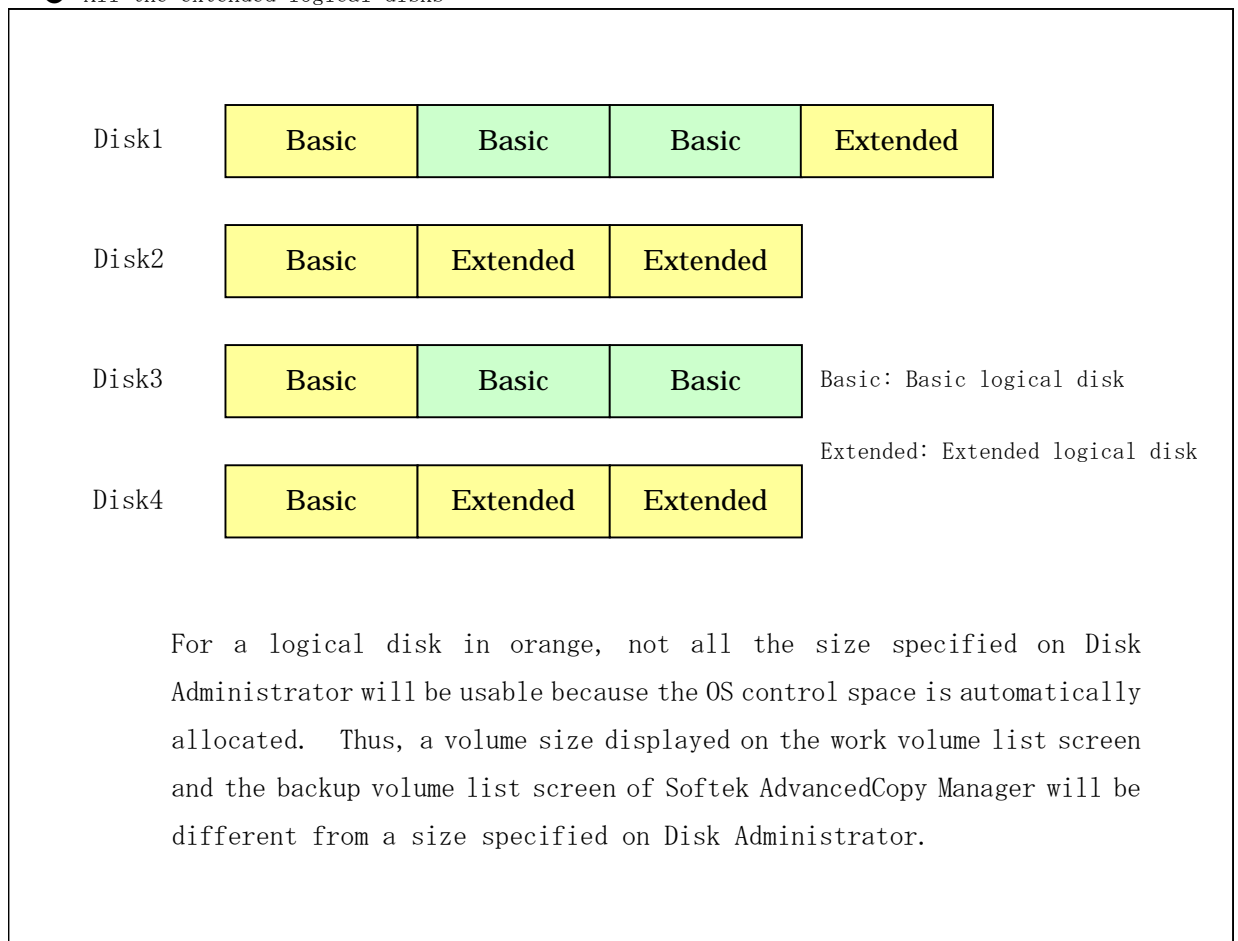 ● All the extended logical disks
Disk1 Basic Basic Basic Extended
Disk2 Basic Extended Extended
Disk3 Basic Basic Basic Basic: Basic logical disk
Extended: Extended logical disk
Disk4 Basic Extended Extended
For a logical disk in orange, not all the size specified on Disk
Administrator will be usable because the OS control space is automatically
allocated. Thus, a volume size displayed on the work volume list screen
and the backup volume list screen of Softek AdvancedCopy Manager will be
different from a size specified on Disk Administrator.